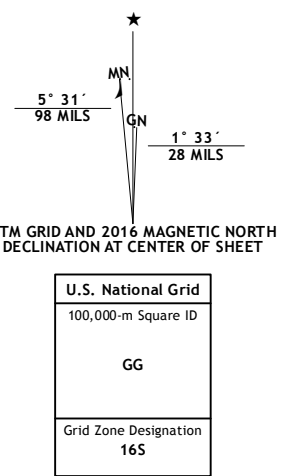 ★
MN
5° 31´
98 MILS
GN
1° 33´
28 MILS
TM GRID AND 2016 MAGNETIC NORTH
DECLINATION AT CENTER OF SHEET
U.S. National Grid
100,000-m Square ID
GG
Grid Zone Designation
16S